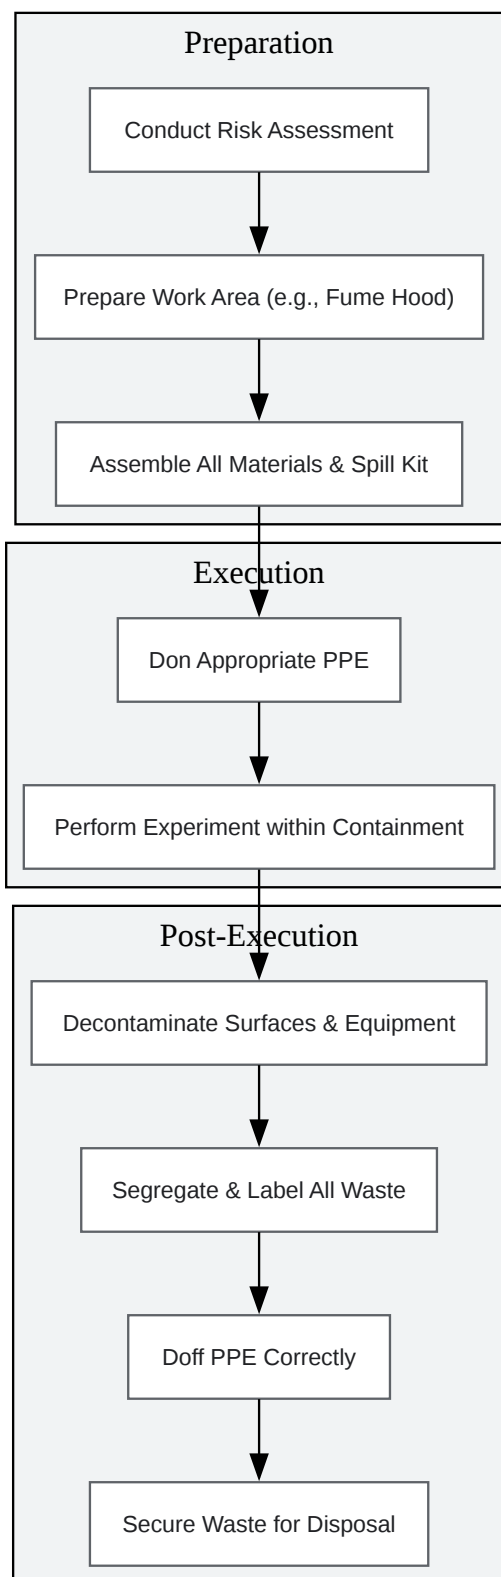 Preparation
Conduct Risk Assessment
Prepare Work Area (e.g., Fume Hood)
Assemble All Materials & Spill Kit
Execution
Don Appropriate PPE
Perform Experiment within Containment
Post-Execution
Decontaminate Surfaces & Equipment
Segregate & Label All Waste
Doff PPE Correctly
Secure Waste for Disposal